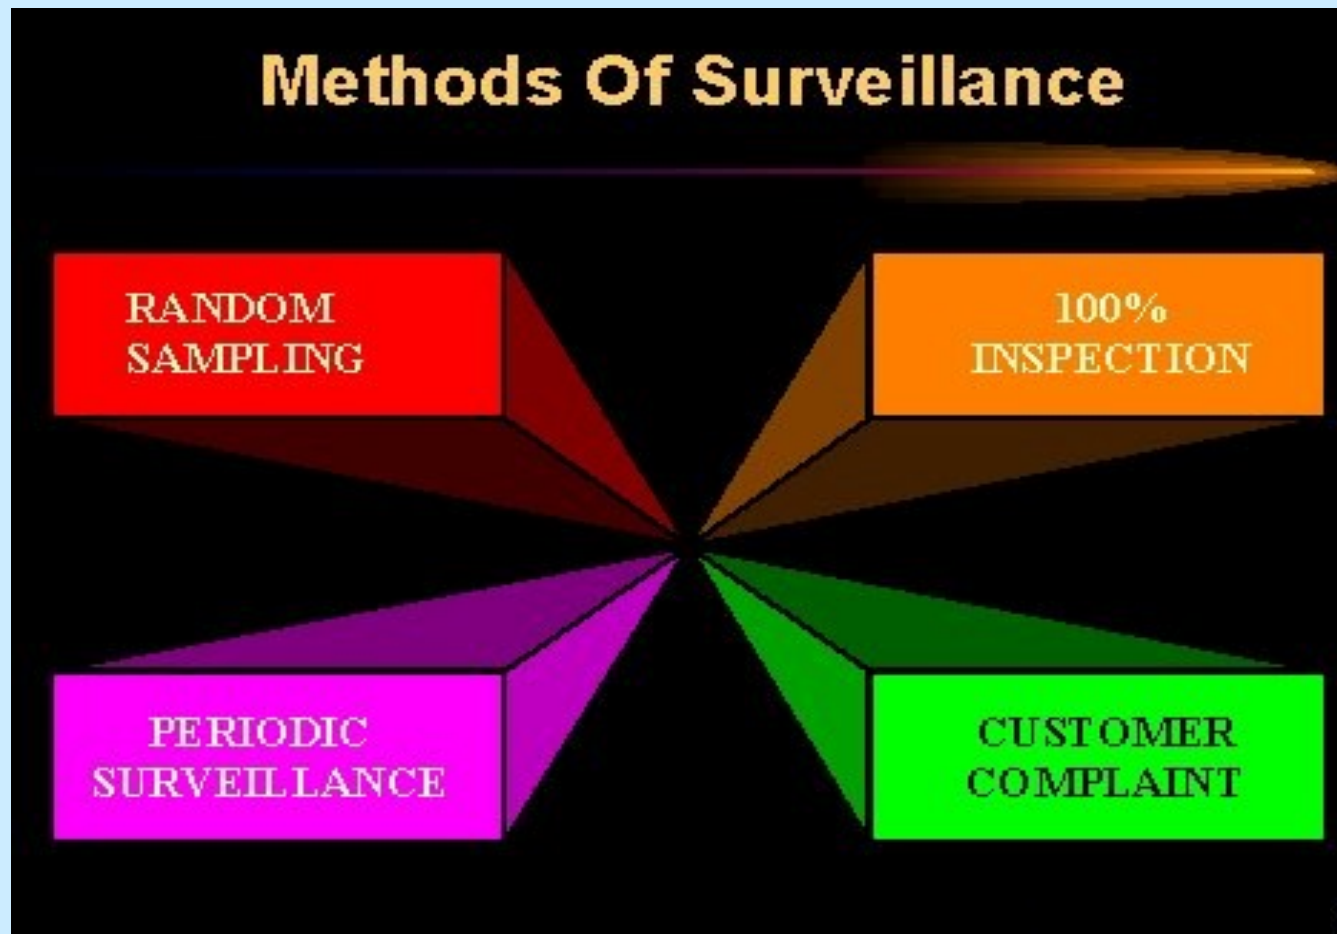 Methods Of Surveillance
RANDOM
SAMPLING
100%
INSPECTION
PERIODIC
SURVEILLANCE
CUSTOMER
COMPLAINT